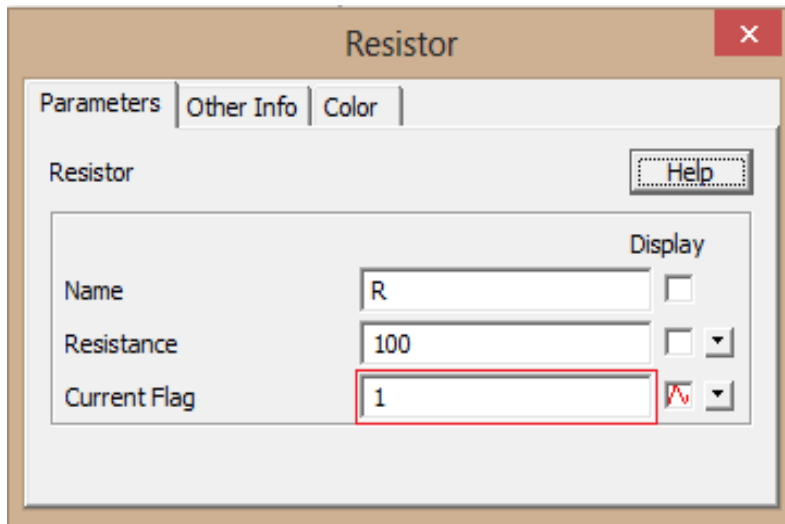 Resistor
Parameters Other Info Color
Resistor Help
Display
Name R
Resistance 100
Current Flag 1